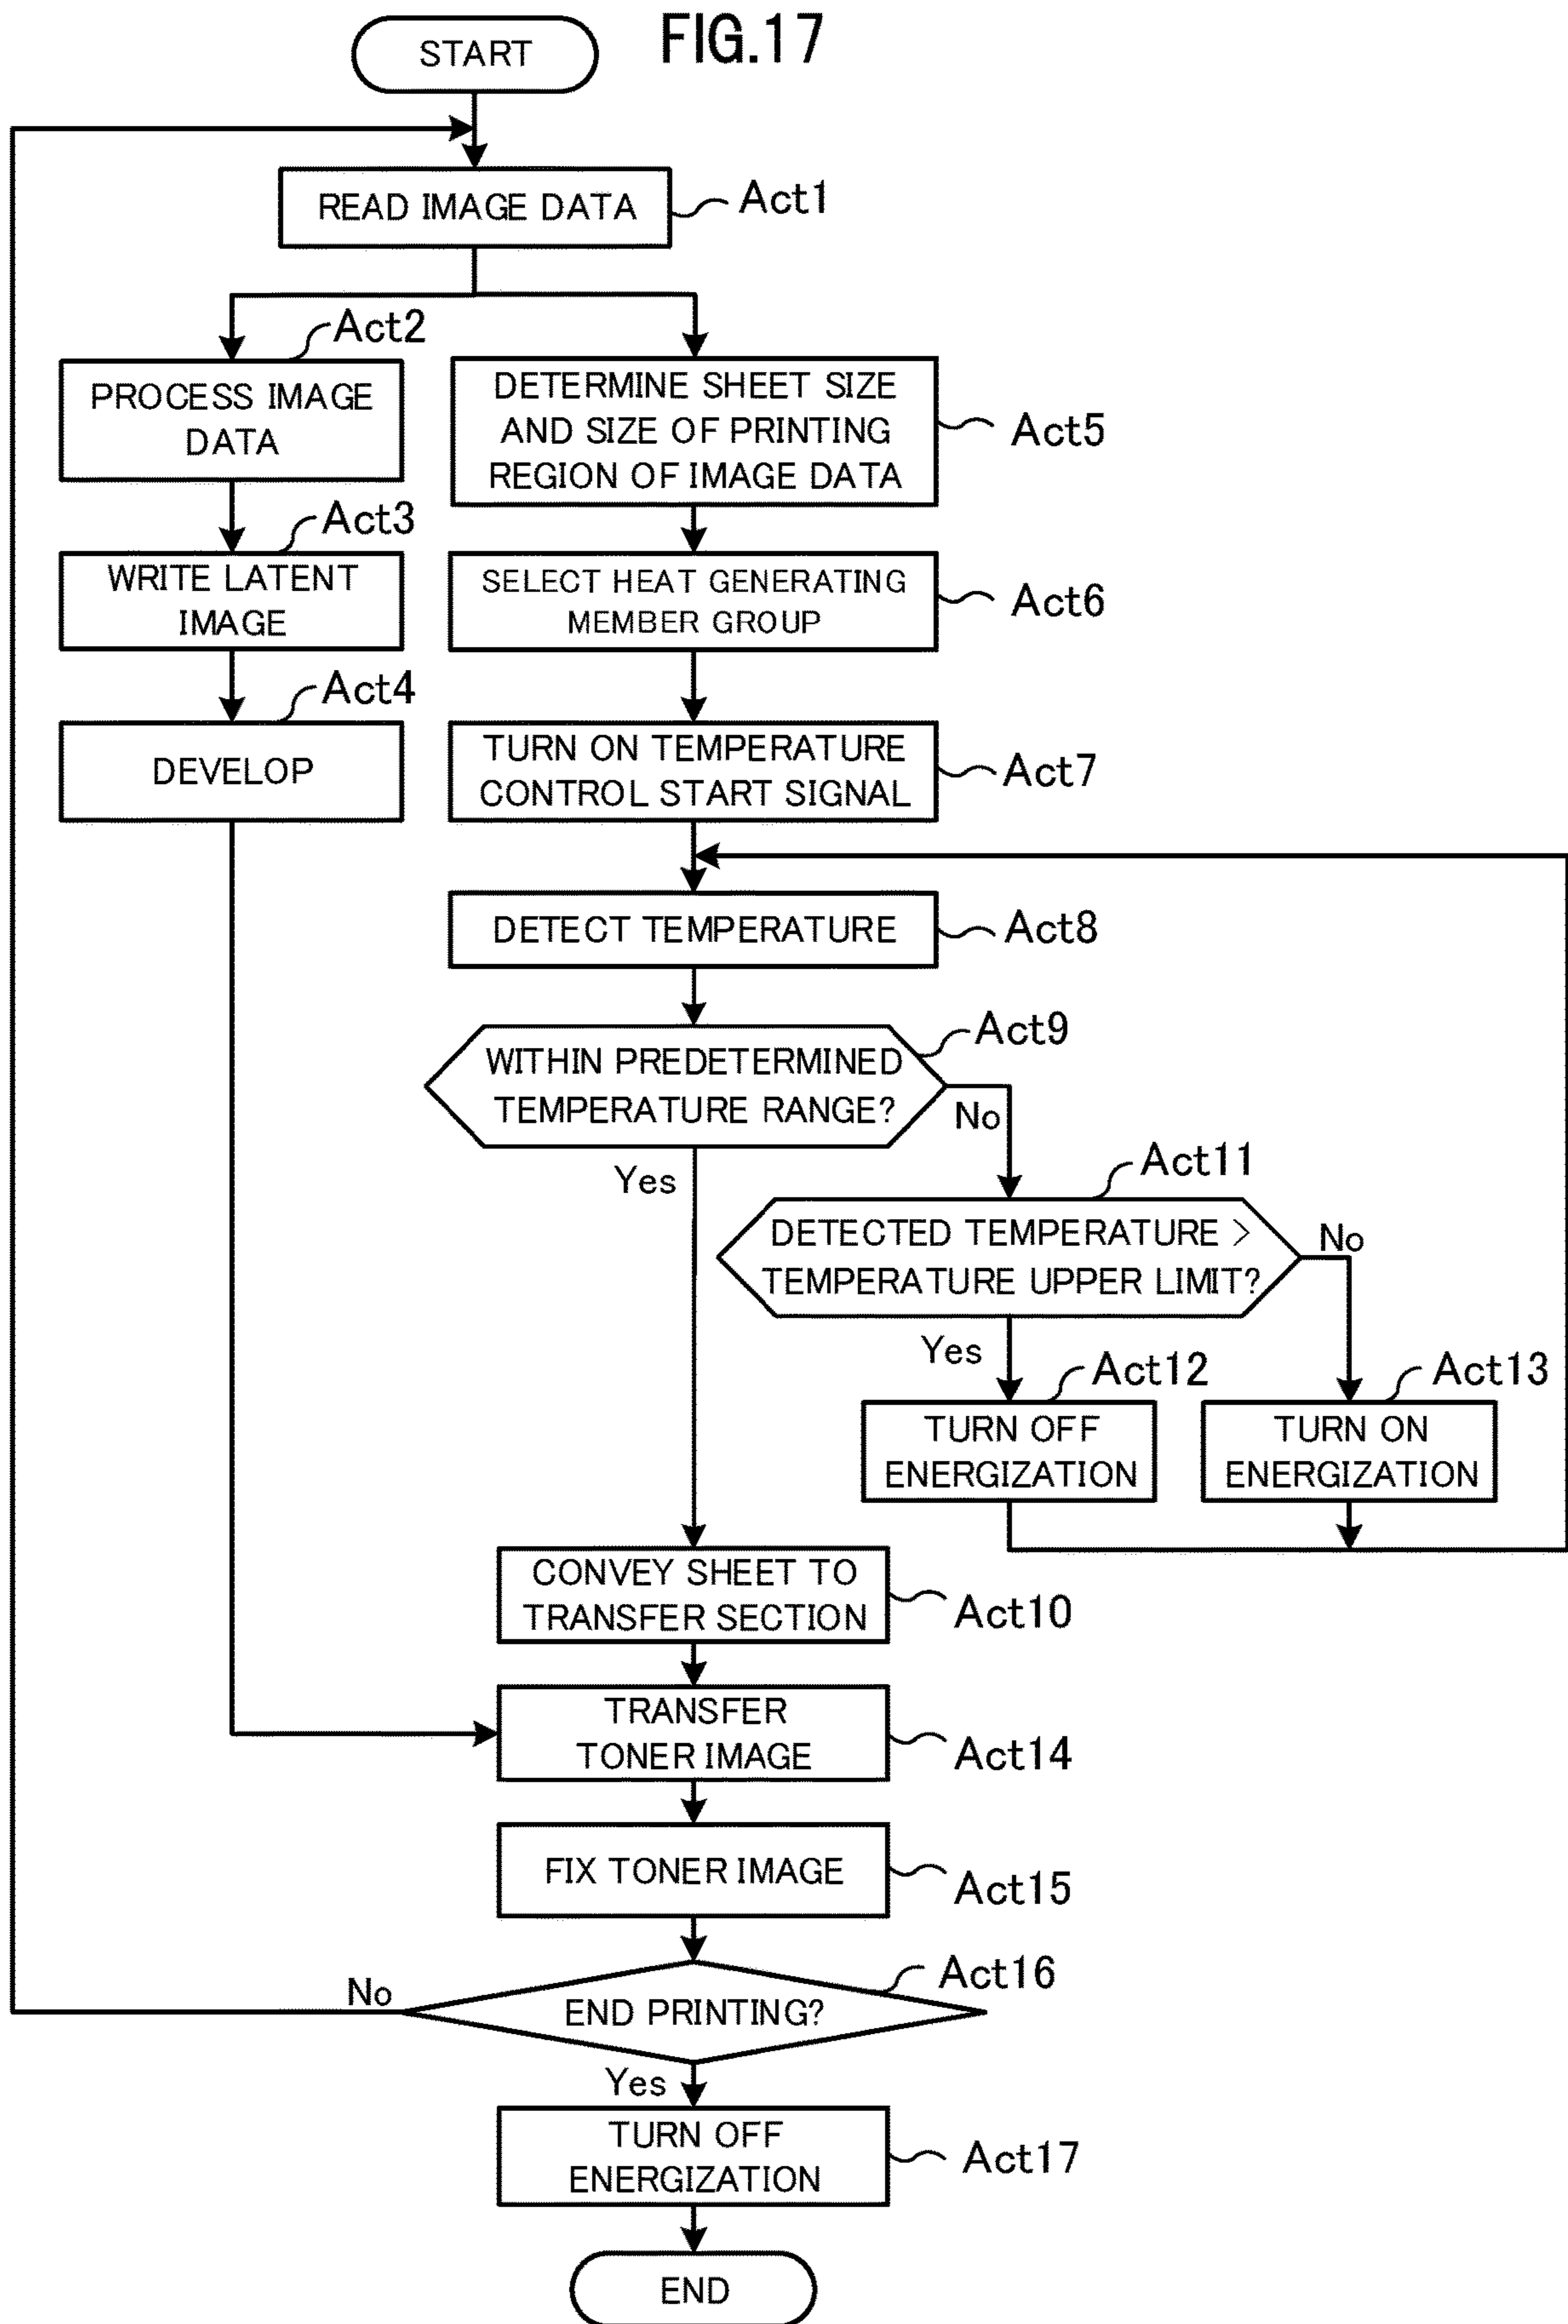 FIG.17
START
READ IMAGE DATA
Act1
Act2
PROCESS IMAGE
DATA
Act3
WRITE LATENT
IMAGE
Act4
DEVELOP
DETERMINE SHEET SIZE
AND SIZE OF PRINTING
REGION OF IMAGE DATA
Act5
SELECT HEAT GENERATING
MEMBER GROUP
Act6
TURN ON TEMPERATURE
CONTROL START SIGNAL
Act7
DETECT TEMPERATURE
Act8
Act9
WITHIN PREDETERMINED
TEMPERATURE RANGE?
No
Yes
Act11
DETECTED TEMPERATURE >
TEMPERATURE UPPER LIMIT?
No
Yes
Act12
TURN OFF
ENERGIZATION
Act13
TURN ON
ENERGIZATION
CONVEY SHEET TO
TRANSFER SECTION
Act10
TRANSFER
TONER IMAGE
Act14
FIX TONER IMAGE
Act15
Act16
END PRINTING?
No
Yes
TURN OFF
ENERGIZATION
Act17
END